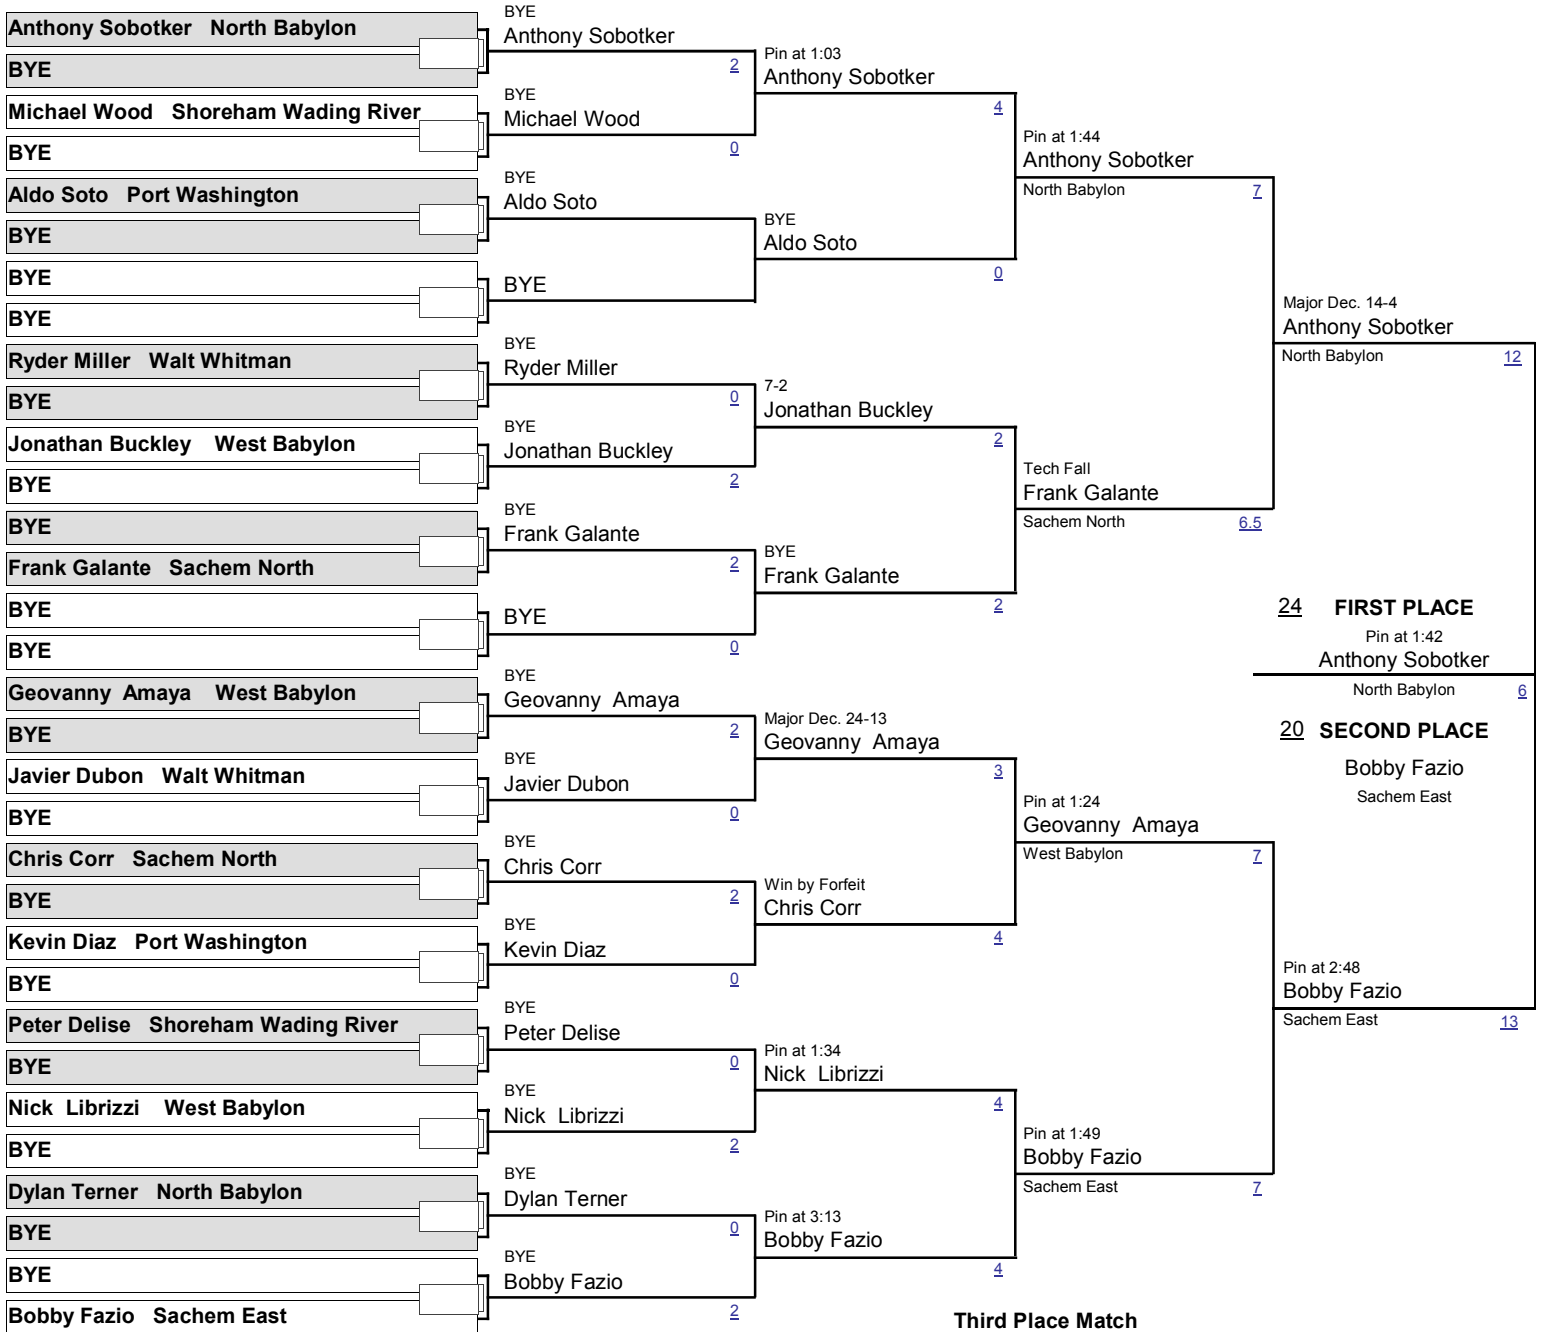 Anthony Sobotker North Babylon
BYE
Michael Wood Shoreham Wading River
BYE
Aldo Soto Port Washington
BYE
BYE
BYE
Ryder Miller Walt Whitman
BYE
Jonathan Buckley West Babylon
BYE
BYE
Frank Galante Sachem North
BYE
BYE
Geovanny Amaya West Babylon
BYE
Javier Dubon Walt Whitman
BYE
Chris Corr Sachem North
BYE
Kevin Diaz Port Washington
BYE
Peter Delise Shoreham Wading River
BYE
Nick Librizzi West Babylon
BYE
Dylan Terner North Babylon
BYE
BYE
Bobby Fazio Sachem East
BYE
Anthony Sobotker
2
BYE
Michael Wood
0
BYE
Aldo Soto
BYE
BYE
Ryder Miller
0
BYE
Jonathan Buckley
2
BYE
Frank Galante
2
BYE
0
BYE
Geovanny Amaya
2
BYE
Javier Dubon
0
BYE
Chris Corr
2
BYE
Kevin Diaz
0
BYE
Peter Delise
0
BYE
Nick Librizzi
2
BYE
Dylan Terner
0
BYE
Bobby Fazio
2
Pin at 1:03
Anthony Sobotker
4
BYE
Aldo Soto
0
7-2
Jonathan Buckley
2
BYE
Frank Galante
2
Major Dec. 24-13
Geovanny Amaya
3
Win by Forfeit
Chris Corr
4
Pin at 1:34
Nick Librizzi
4
Pin at 3:13
Bobby Fazio
4
Pin at 1:44
Anthony Sobotker
North Babylon 7
Tech Fall
Frank Galante
Sachem North 6.5
Pin at 1:24
Geovanny Amaya
West Babylon 7
Pin at 1:49
Bobby Fazio
Sachem East 7
Major Dec. 14-4
Anthony Sobotker
North Babylon 12
Pin at 2:48
Bobby Fazio
Sachem East 13
24 FIRST PLACE
Pin at 1:42
Anthony Sobotker
North Babylon 6
20 SECOND PLACE
Bobby Fazio
Sachem East
Third Place Match